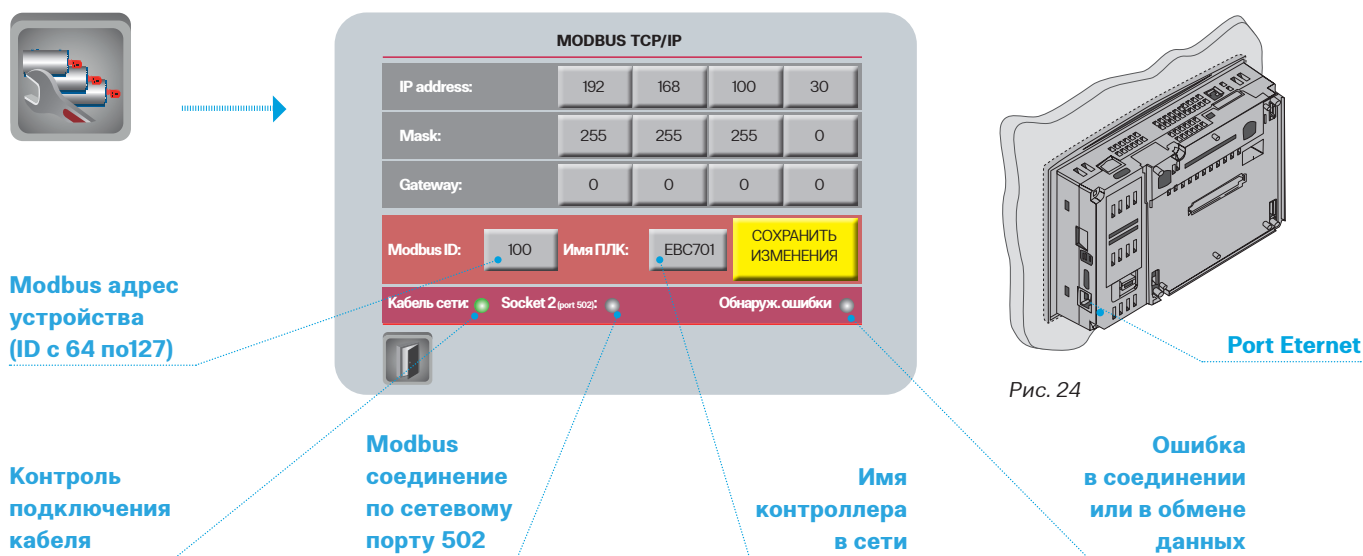 MODBUS TCP/IP
IP address: 192 168 100 30
Mask: 255 255 255 0
Gateway: 0 0 0 0
Modbus ID: 100 Имя ПЛК: EBC701 СОХРАНИТЬ
ИЗМЕНЕНИЯ
Кабель сети: Socket 2 (port 502): Обнаруж. ошибки
Modbus адрес
устройства
(ID с 64 по127)
Port Eternet
Рис. 24
Контроль
подключения
кабеля
Modbus
соединение
по сетевому
порту 502
Имя
контроллера
в сети
Ошибка
в соединении
или в обмене
данных